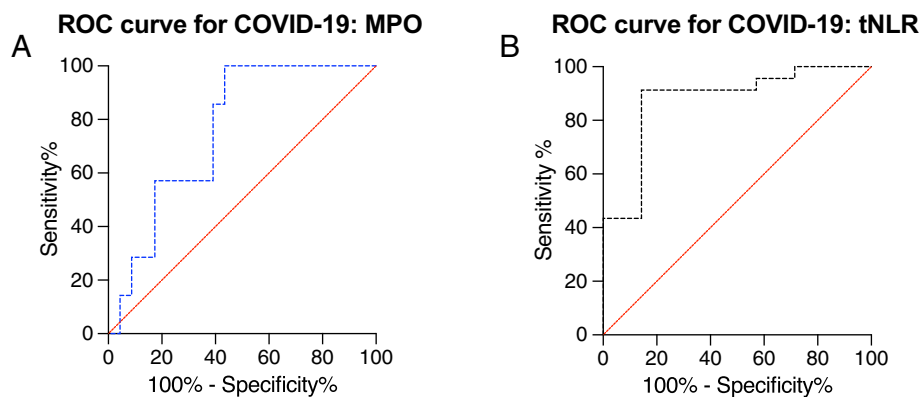 A
ROC curve for COVID-19: MPO
100
80
60
40
20
0
Sensitivity%
0 20 40 60 80 100
100% - Specificity%
B
ROC curve for COVID-19: tNLR
100
80
60
40
20
0
Sensitivity %
0 20 40 60 80 100
100% - Specificity%